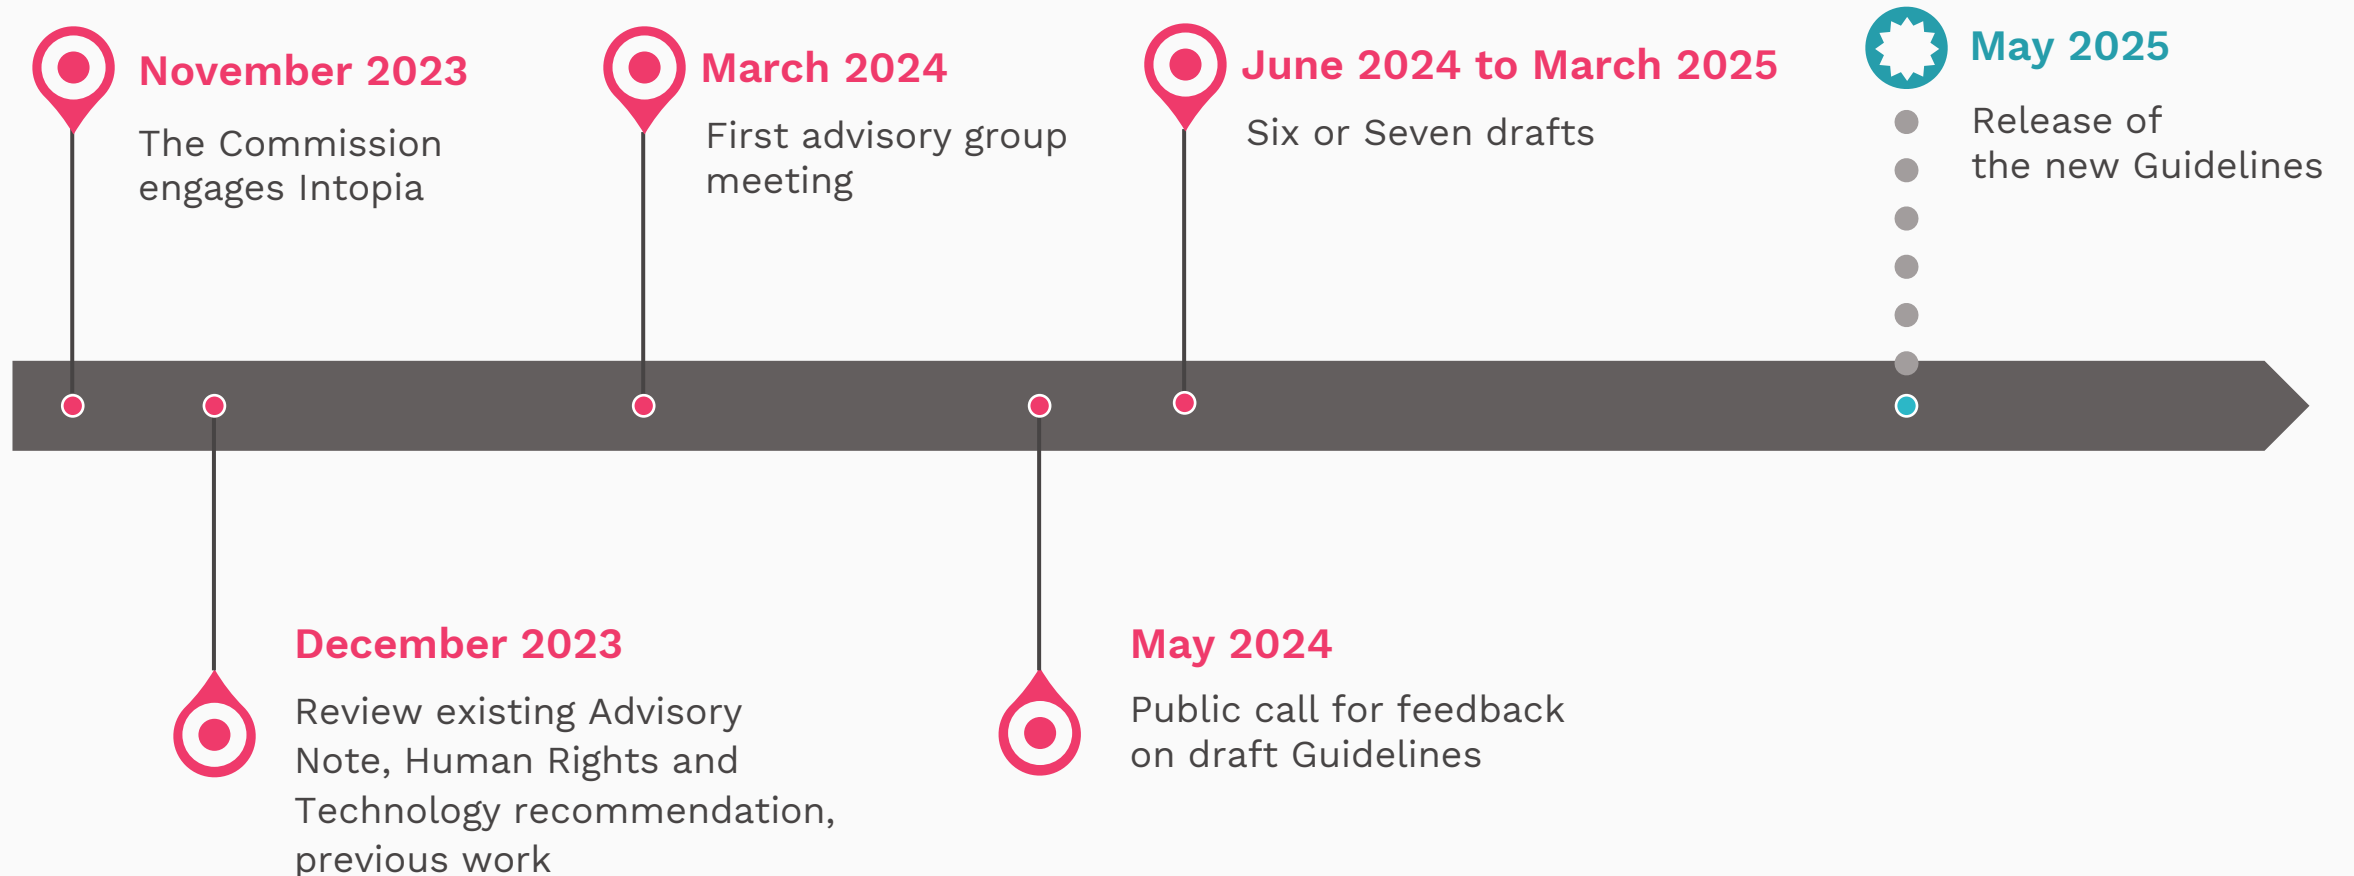 November 2023
The Commission
engages Intopia
March 2024
First advisory group
meeting
June 2024 to March 2025
Six or Seven drafts
May 2025
Release of
the new Guidelines
December 2023
Review existing Advisory
Note, Human Rights and
Technology recommendation,
previous work
May 2024
Public call for feedback
on draft Guidelines